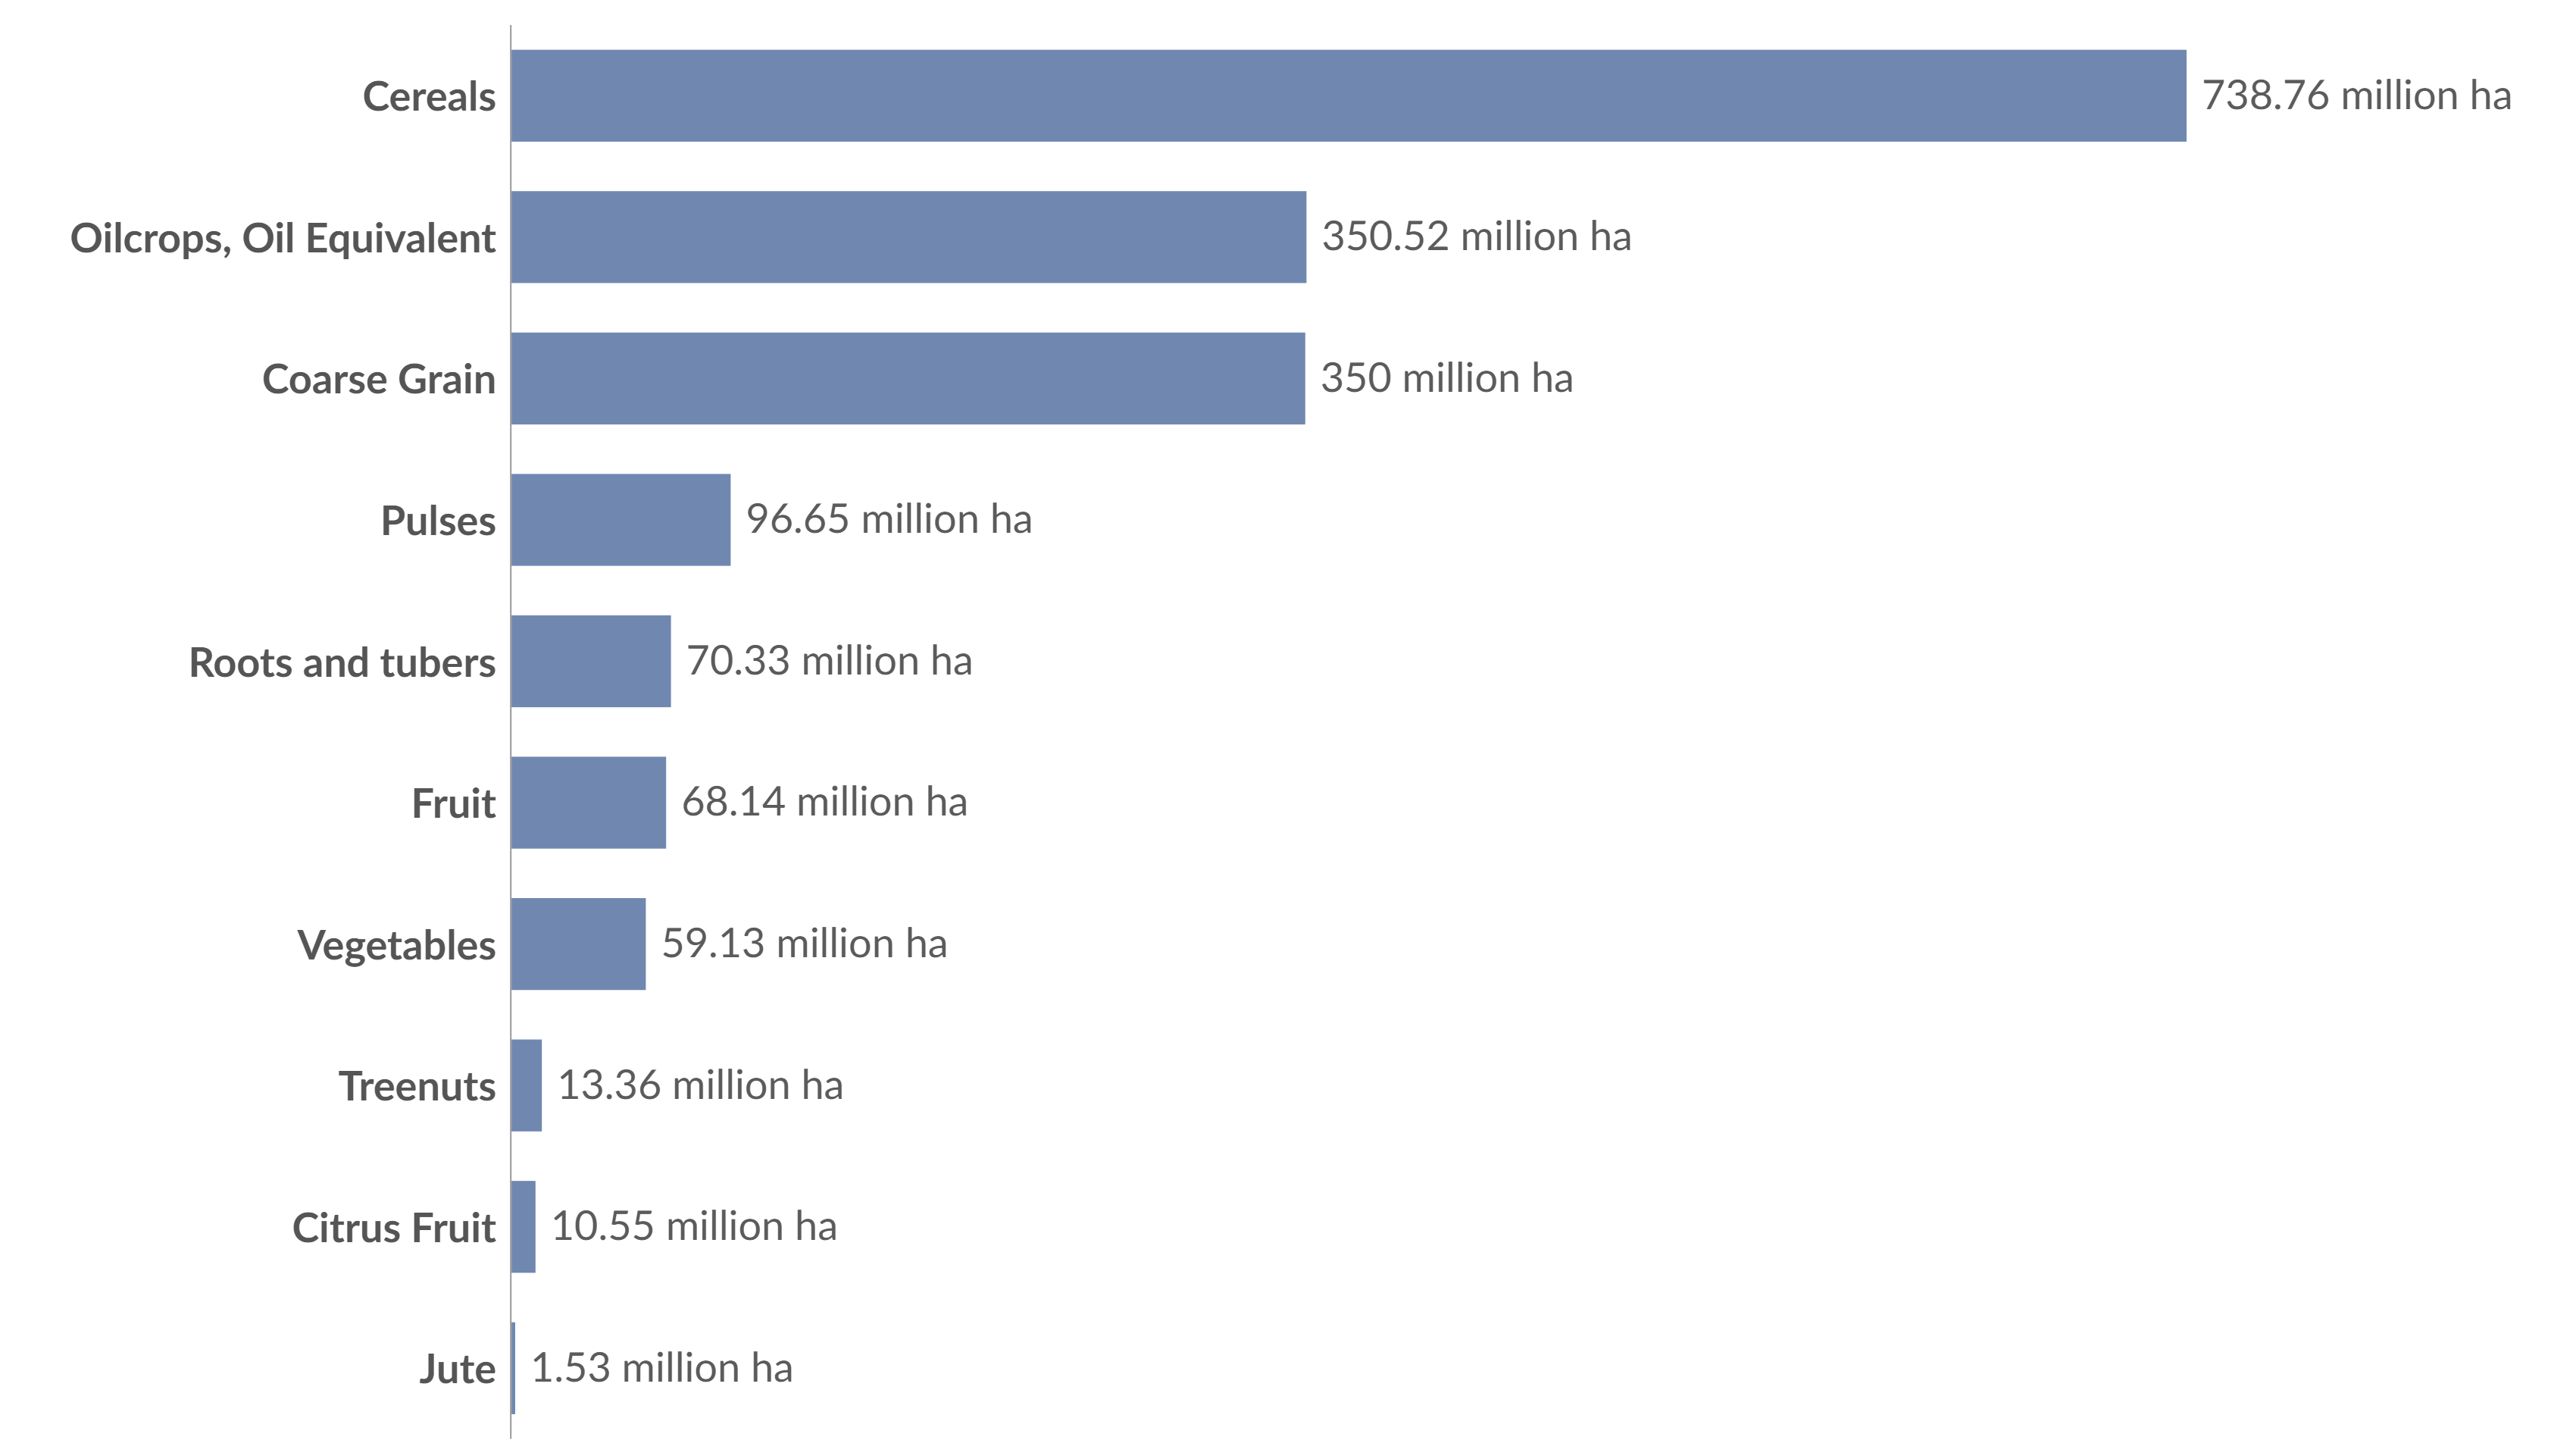 Cereals 738.76 million ha
Oilcrops, Oil Equivalent 350.52 million ha
Coarse Grain 350 million ha
Pulses 96.65 million ha
Roots and tubers 70.33 million ha
Fruit 68.14 million ha
Vegetables 59.13 million ha
Treenuts 13.36 million ha
Citrus Fruit 10.55 million ha
Jute 1.53 million ha